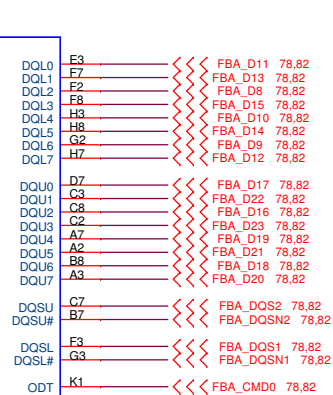 DQL0 E3 FBA_D11 78,82
DQL1 F7 FBA_D13 78,82
DQL2 F2 FBA_D8 78,82
DQL3 F8 FBA_D15 78,82
DQL4 H3 FBA_D10 78,82
DQL5 H8 FBA_D14 78,82
DQL6 G2 FBA_D9 78,82
DQL7 H7 FBA_D12 78,82
DQU0 D7 FBA_D17 78,82
DQU1 C3 FBA_D22 78,82
DQU2 C8 FBA_D16 78,82
DQU3 C2 FBA_D23 78,82
DQU4 A7 FBA_D19 78,82
DQU5 A2 FBA_D21 78,82
DQU6 B8 FBA_D18 78,82
DQU7 A3 FBA_D20 78,82
DQSU C7 FBA_DQS2 78,82
DQSU# B7 FBA_DQSN2 78,82
DQSL F3 FBA_DQS1 78,82
DQSL# G3 FBA_DQSN1 78,82
ODT K1 FBA_CMD0 78,82